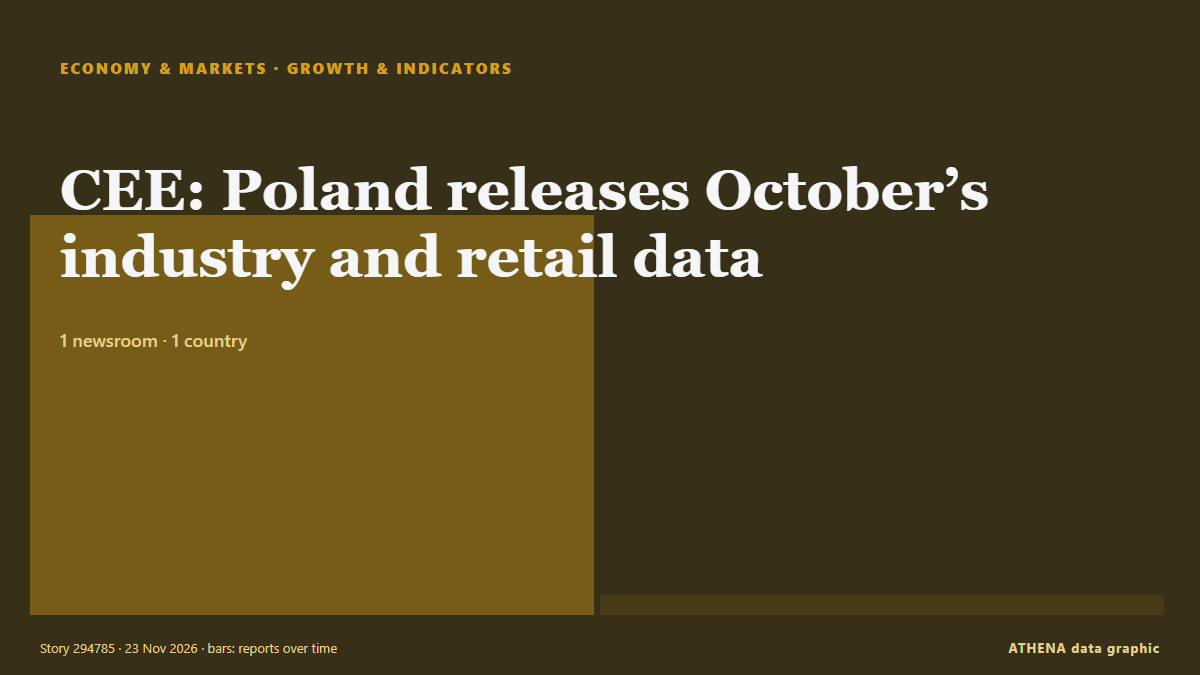 ECONOMY & MARKETS · GROWTH & INDICATORS
CEE: Poland releases October’s
industry and retail data
1 newsroom · 1 country
Story 294785 · 23 Nov 2026 · bars: reports over time
ATHENA data graphic